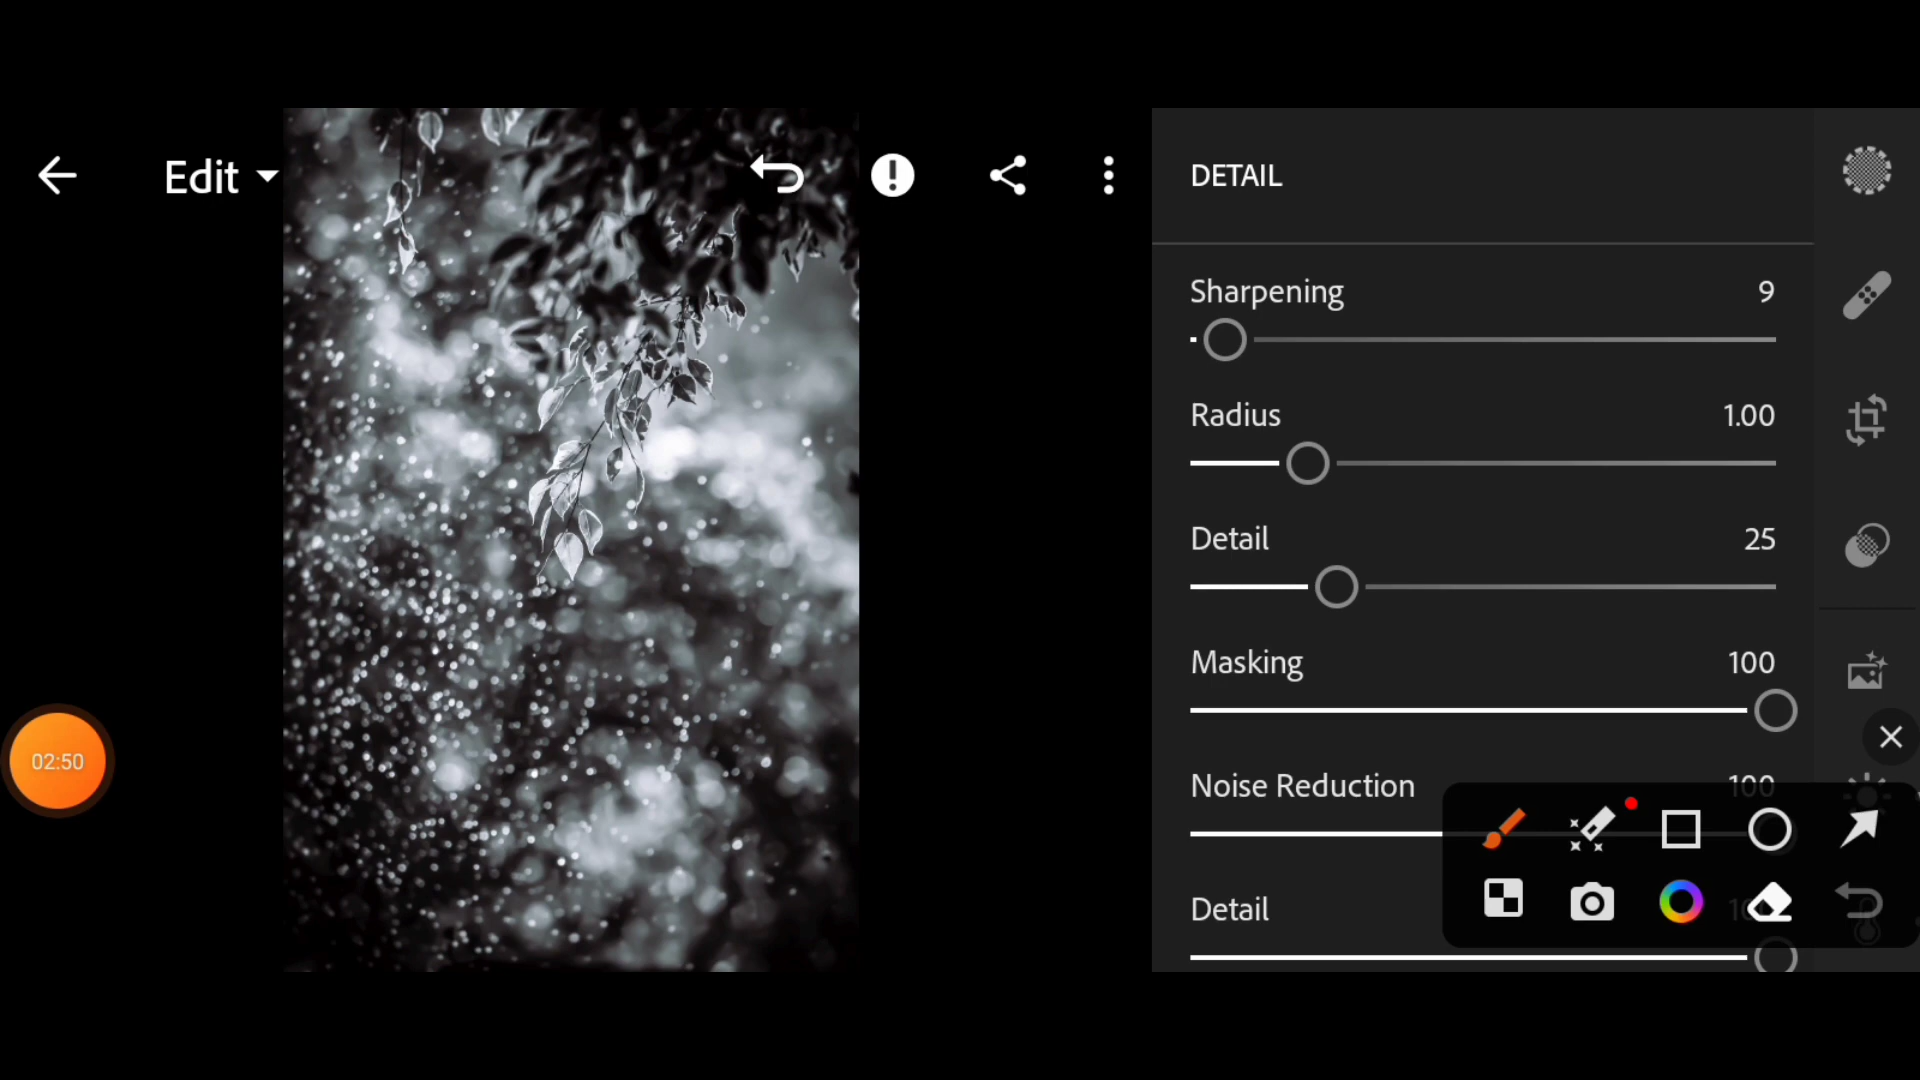 Edit
DETAIL
Sharpening 9
Radius 1.00
Detail 25
Masking 100
Noise Reduction 100
Detail
02:50